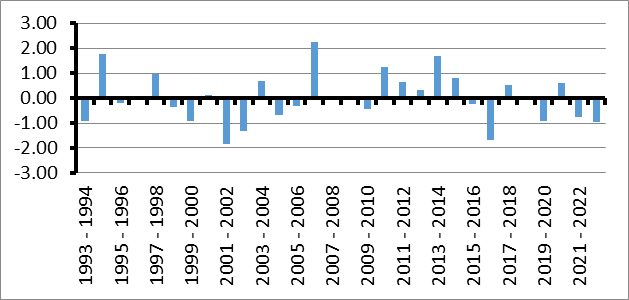 3.00
2.00
1.00
0.00
-1.00
-2.00
-3.00
1993 - 1994
1995 - 1996
1997 - 1998
1999 - 2000
2001 - 2002
2003 - 2004
2005 - 2006
2007 - 2008
2009 - 2010
2011 - 2012
2013 - 2014
2015 - 2016
2017 - 2018
2019 - 2020
2021 - 2022